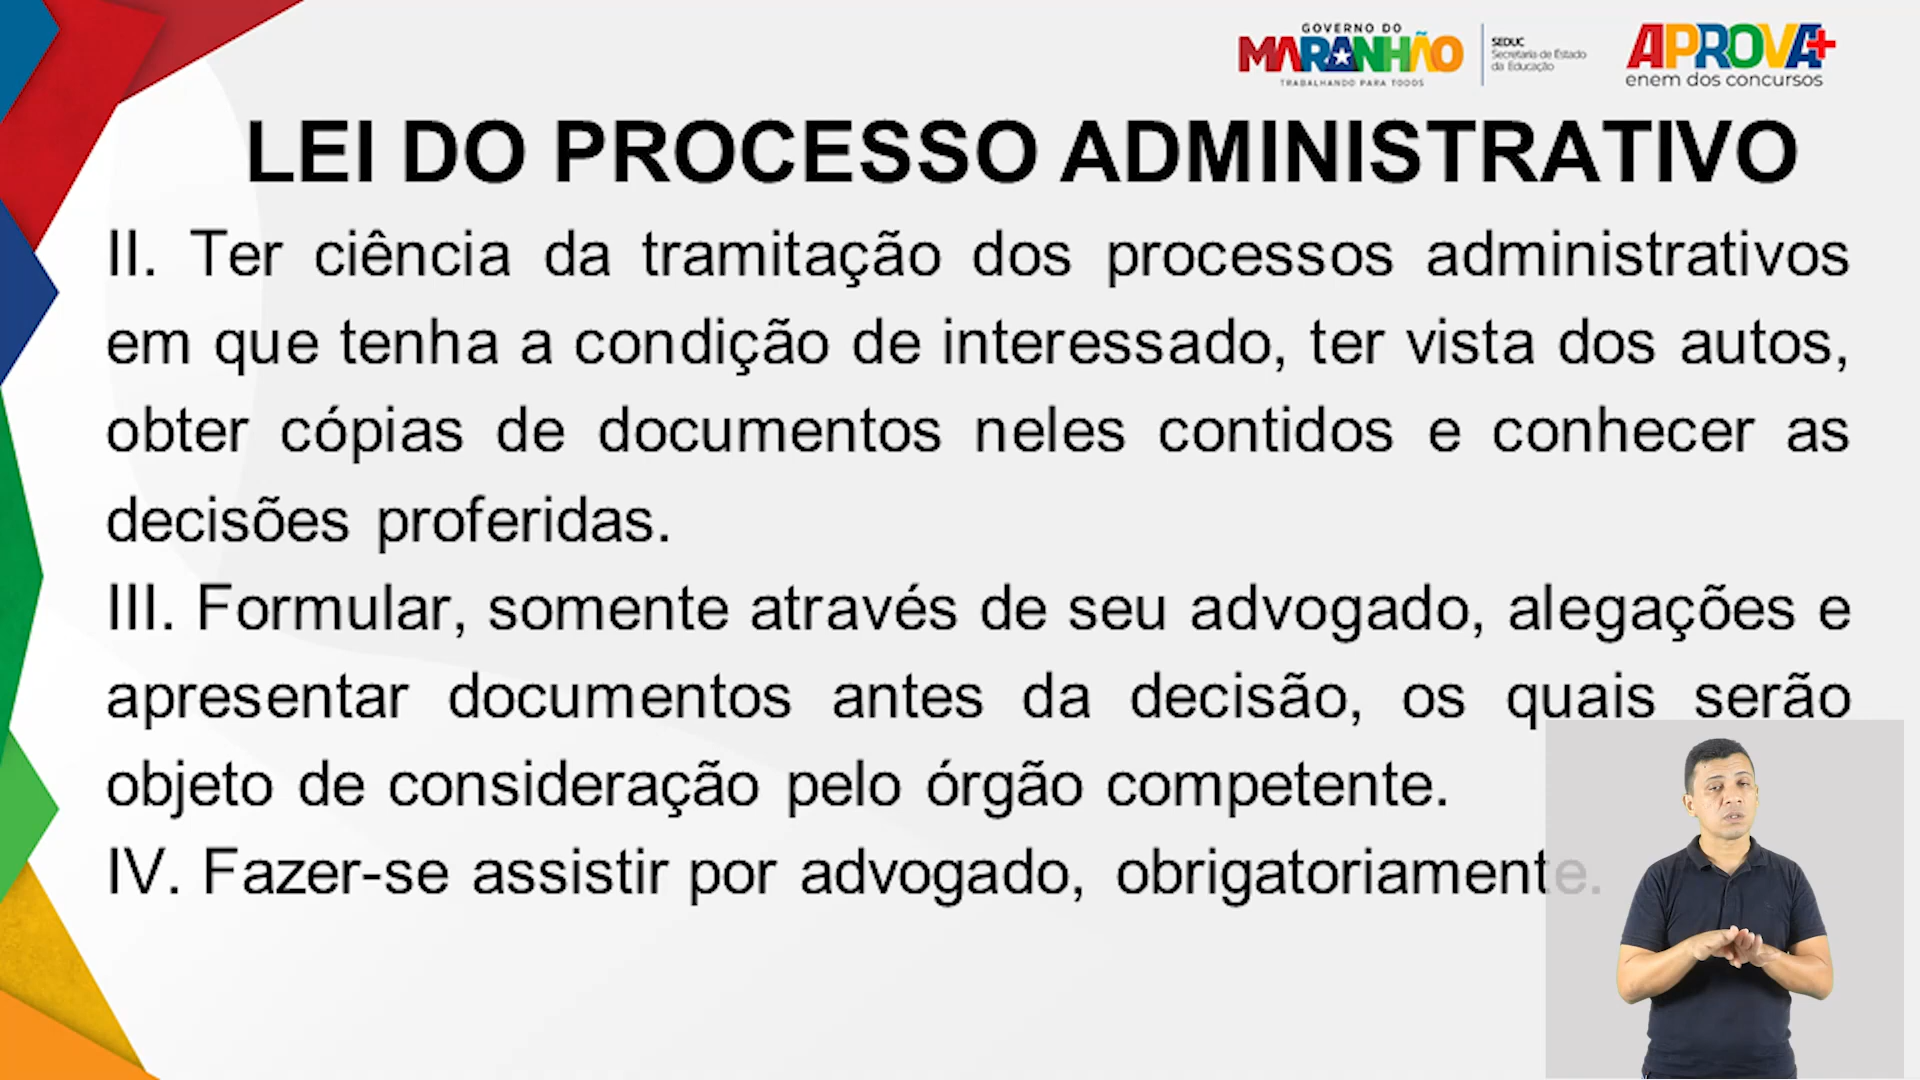 GOVERNO DO
MARANHÃO
TRABALHANDO PARA TODOS
SEDUC
Secretaria de Estado
da Educação
APROVA+
enem dos concursos
LEI DO PROCESSO ADMINISTRATIVO
II. Ter ciência da tramitação dos processos administrativos
em que tenha a condição de interessado, ter vista dos autos,
obter cópias de documentos neles contidos e conhecer as
decisões proferidas.
III. Formular, somente através de seu advogado, alegações e
apresentar documentos antes da decisão, os quais serão
objeto de consideração pelo órgão competente.
IV. Fazer-se assistir por advogado, obrigatoriamente.